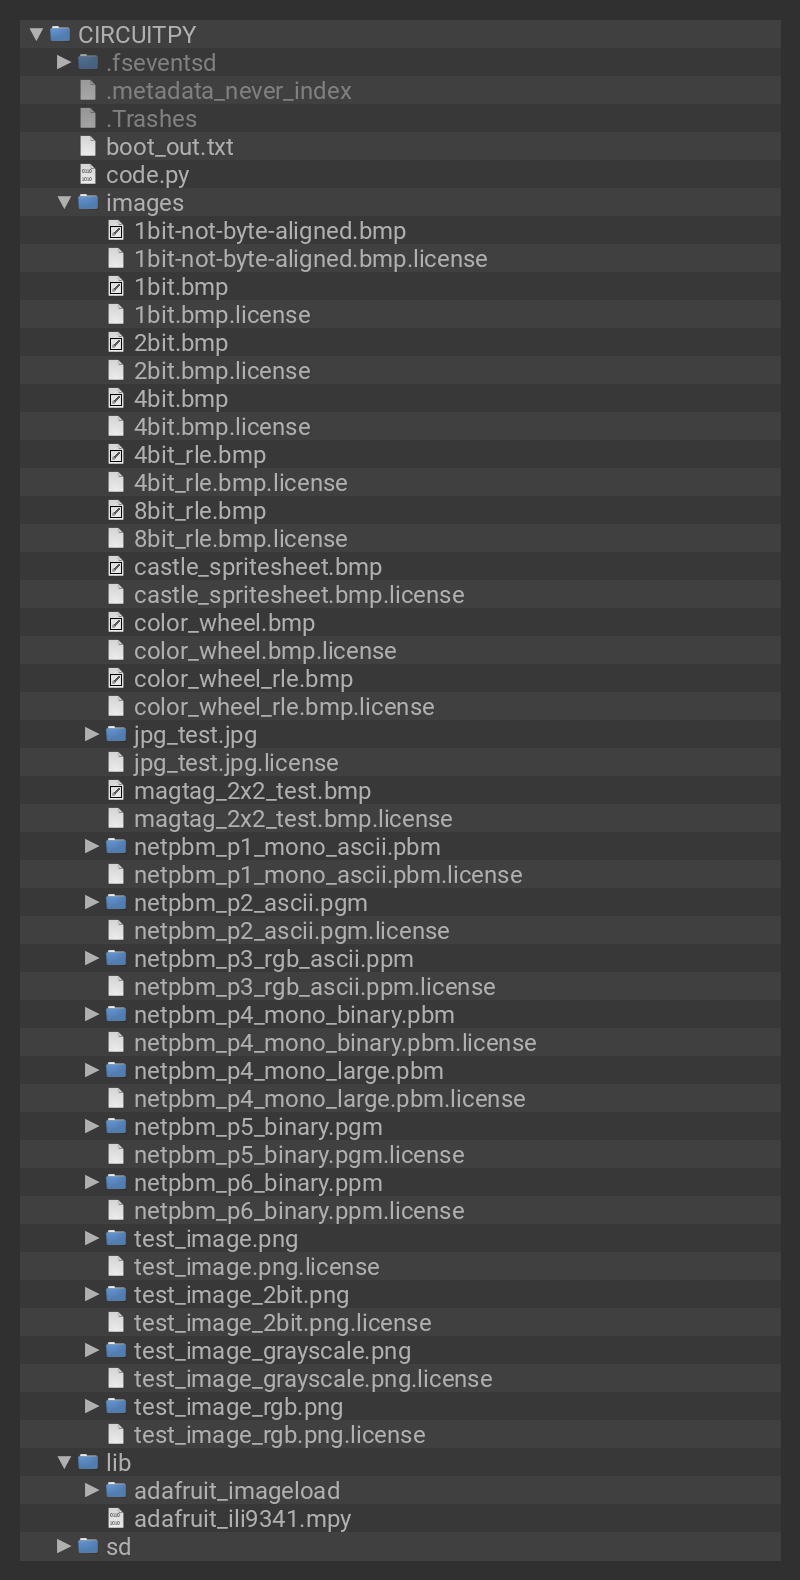 CIRCUITPY
.fseventsd
.metadata_never_index
.Trashes
boot_out.txt
code.py
images
1bit-not-byte-aligned.bmp
1bit-not-byte-aligned.bmp.license
1bit.bmp
1bit.bmp.license
2bit.bmp
2bit.bmp.license
4bit.bmp
4bit.bmp.license
4bit_rle.bmp
4bit_rle.bmp.license
8bit_rle.bmp
8bit_rle.bmp.license
castle_spritesheet.bmp
castle_spritesheet.bmp.license
color_wheel.bmp
color_wheel.bmp.license
color_wheel_rle.bmp
color_wheel_rle.bmp.license
jpg_test.jpg
jpg_test.jpg.license
magtag_2x2_test.bmp
magtag_2x2_test.bmp.license
netpbm_p1_mono_ascii.pbm
netpbm_p1_mono_ascii.pbm.license
netpbm_p2_ascii.pgm
netpbm_p2_ascii.pgm.license
netpbm_p3_rgb_ascii.ppm
netpbm_p3_rgb_ascii.ppm.license
netpbm_p4_mono_binary.pbm
netpbm_p4_mono_binary.pbm.license
netpbm_p4_mono_large.pbm
netpbm_p4_mono_large.pbm.license
netpbm_p5_binary.pgm
netpbm_p5_binary.pgm.license
netpbm_p6_binary.ppm
netpbm_p6_binary.ppm.license
test_image.png
test_image.png.license
test_image_2bit.png
test_image_2bit.png.license
test_image_grayscale.png
test_image_grayscale.png.license
test_image_rgb.png
test_image_rgb.png.license
lib
adafruit_imageload
adafruit_ili9341.mpy
sd